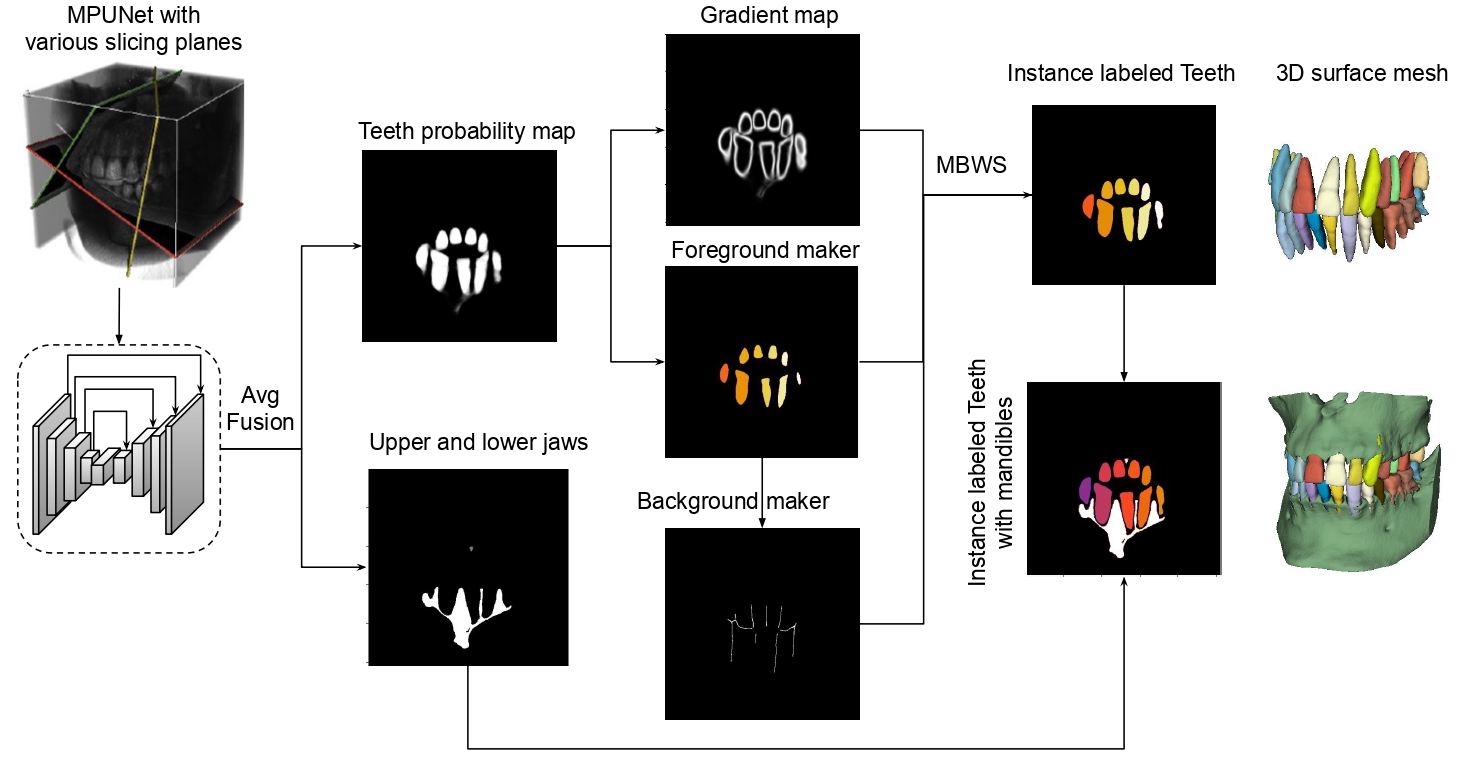 MPUNet with
various slicing planes
Gradient map
Instance labeled Teeth
3D surface mesh
Teeth probability map
MBWS
Foreground maker
Avg
Fusion
Upper and lower jaws
Background maker
Instance labeled Teeth
with mandibles